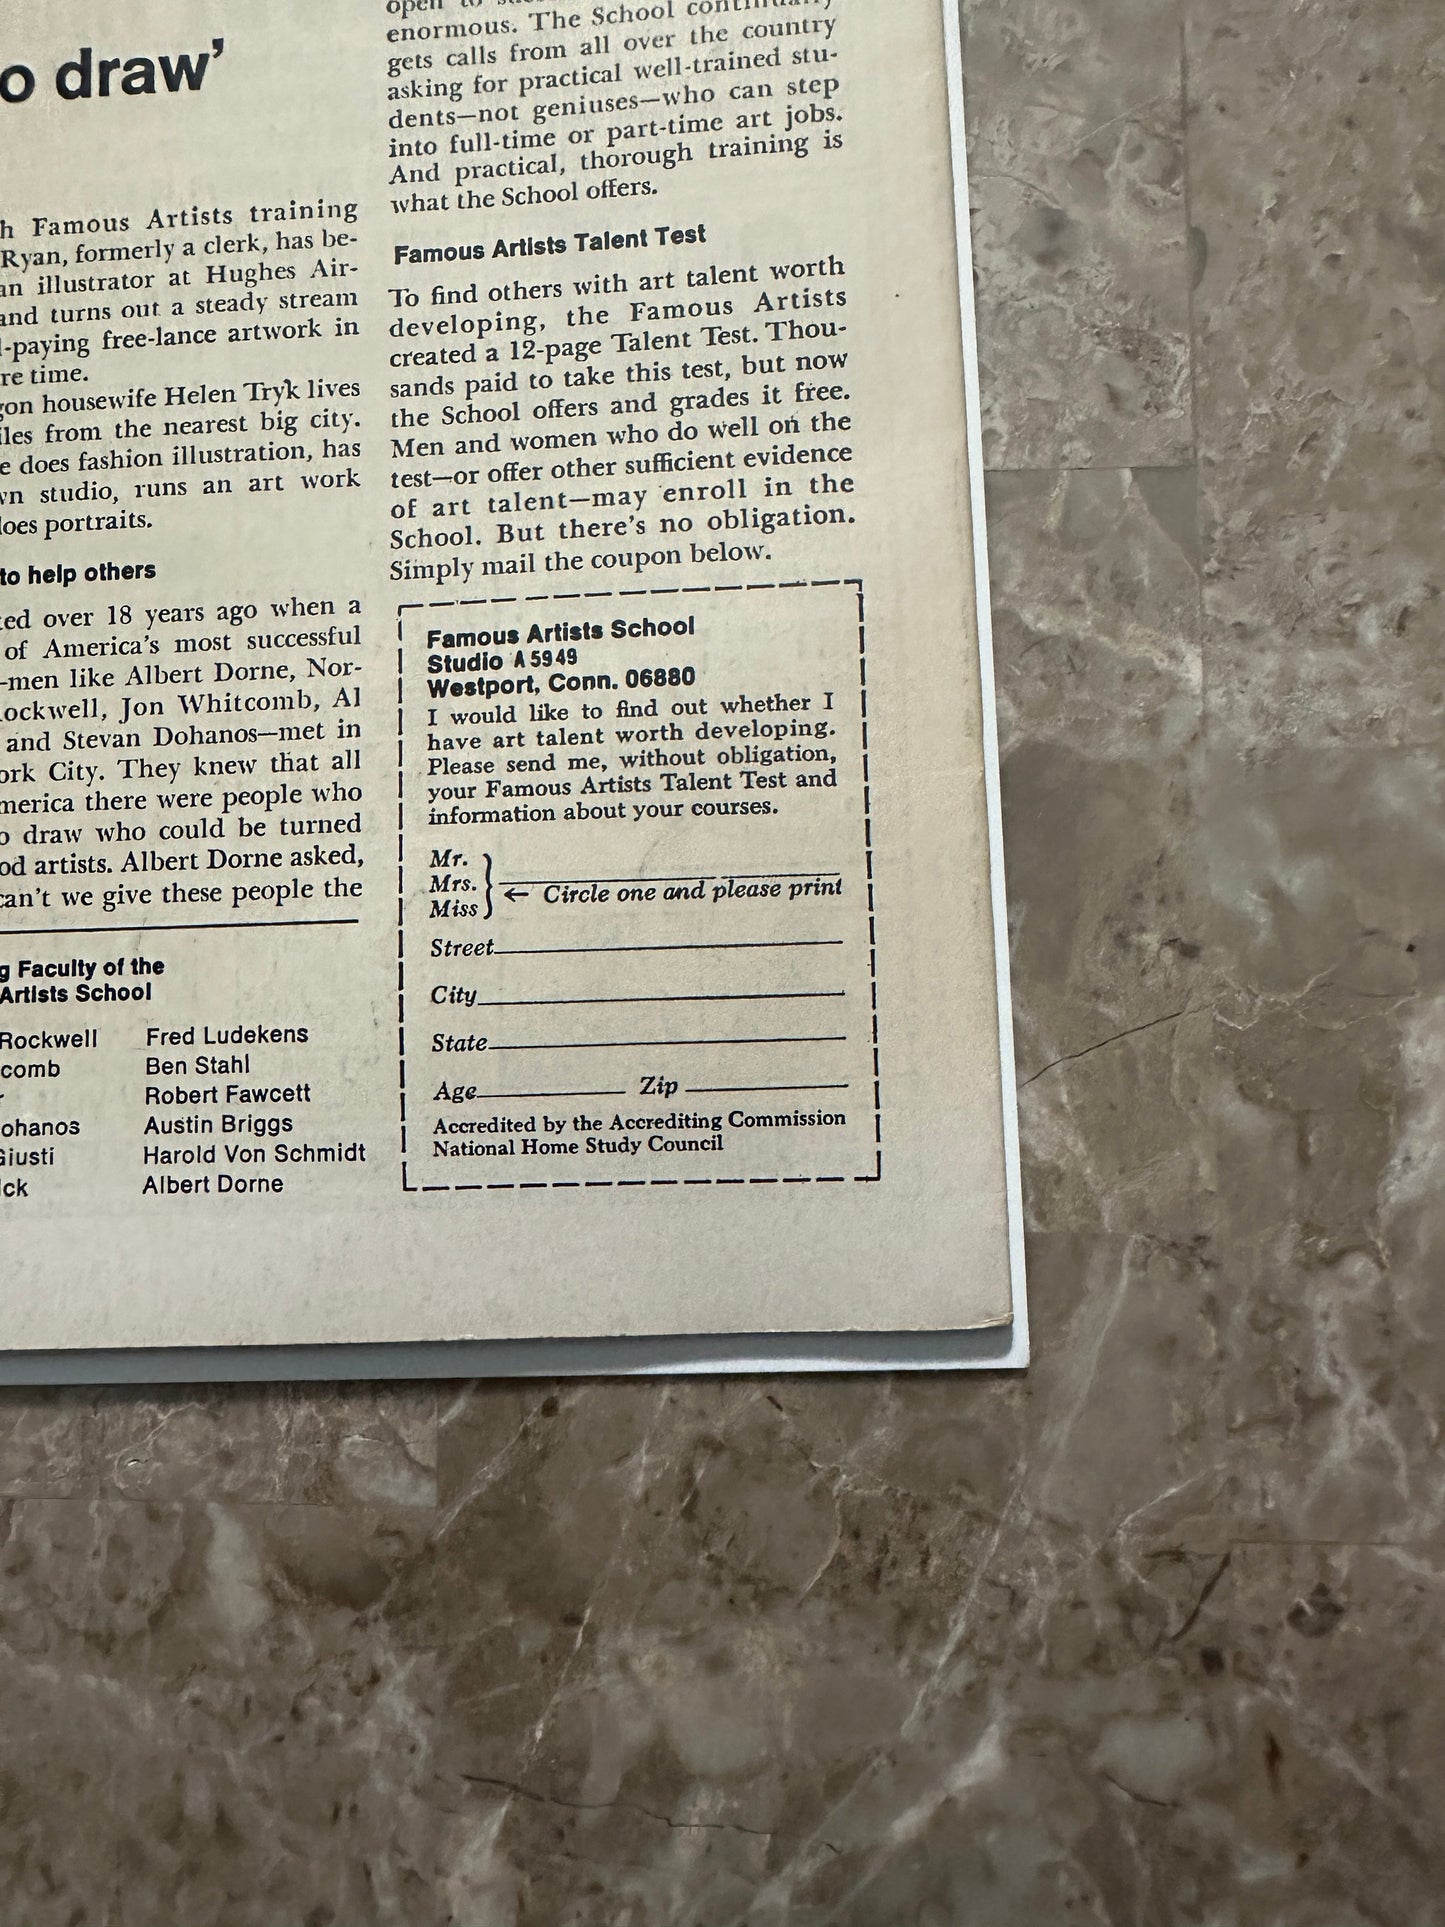 o draw’
h Famous Artists training
Ryan, formerly a clerk, has be-
an illustrator at Hughes Air-
and turns out a steady stream
-paying free-lance artwork in
re time.
gon housewife Helen Tryk lives
iles from the nearest big city.
e does fashion illustration, has
wn studio, runs an art work
does portraits.
to help others
ted over 18 years ago when a
of America’s most successful
—men like Albert Dorne, Nor-
ockwell, Jon Whitcomb, Al
and Stevan Dohanos—met in
ork City. They knew that all
merica there were people who
o draw who could be turned
od artists. Albert Dorne asked,
can’t we give these people the
g Faculty of the
Artists School
Rockwell
comb
ohanos
Giusti
ick
Fred Ludekens
Ben Stahl
Robert Fawcett
Austin Briggs
Harold Von Schmidt
Albert Dorne
open to
enormous. The School continually
gets calls from all over the country
asking for practical well-trained stu-
dents—not geniuses—who can step
into full-time or part-time art jobs.
And practical, thorough training is
what the School offers.
Famous Artists Talent Test
To find others with art talent worth
developing, the Famous Artists
created a 12-page Talent Test. Thou-
sands paid to take this test, but now
the School offers and grades it free.
Men and women who do well on the
test—or offer other sufficient evidence
of art talent—may enroll in the
School. But there’s no obligation.
Simply mail the coupon below.
Famous Artists School
Studio A5949
Westport, Conn. 06880
I would like to find out whether I
have art talent worth developing.
Please send me, without obligation,
your Famous Artists Talent Test and
information about your courses.
Mr.
Mrs.
Miss
← Circle one and please print
Street
City
State
Age Zip
Accredited by the Accrediting Commission
National Home Study Council